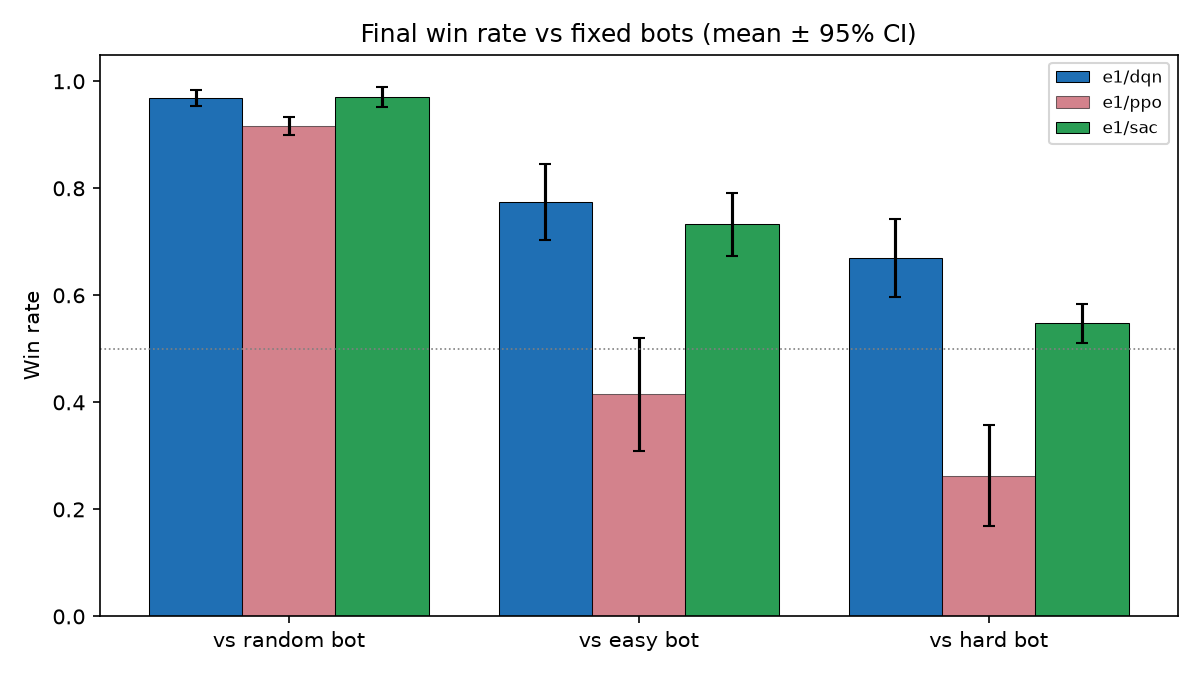 Final win rate vs fixed bots (mean ± 95% CI)
e1/dqn
e1/ppo
e1/sac
Win rate
1.0
0.8
0.6
0.4
0.2
0.0
vs random bot
vs easy bot
vs hard bot